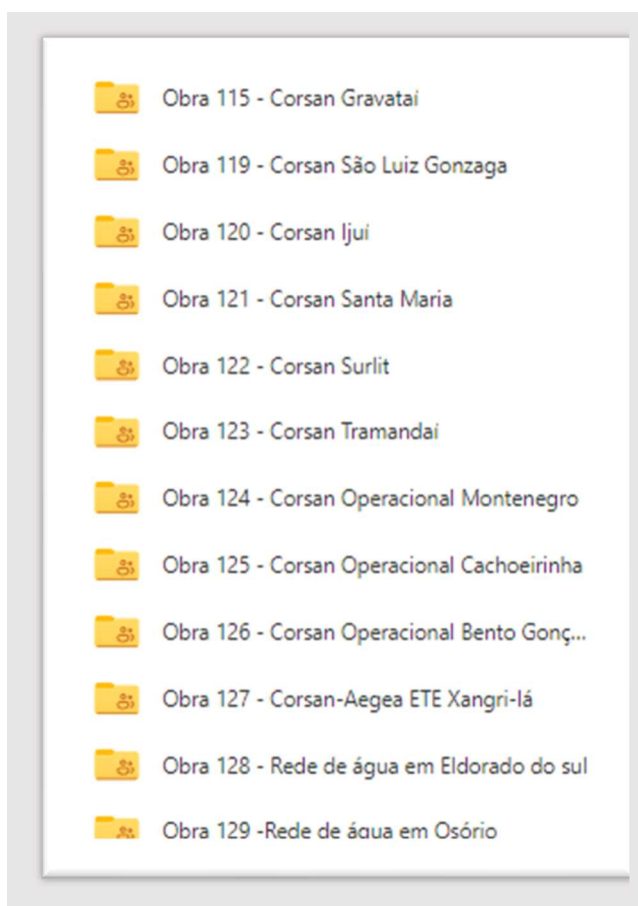 Obra 115 - Corsan Gravataí
Obra 119 - Corsan São Luiz Gonzaga
Obra 120 - Corsan Ijuí
Obra 121 - Corsan Santa Maria
Obra 122 - Corsan Surlit
Obra 123 - Corsan Tramandaí
Obra 124 - Corsan Operacional Montenegro
Obra 125 - Corsan Operacional Cachoeirinha
Obra 126 - Corsan Operacional Bento Gonç...
Obra 127 - Corsan-Aegea ETE Xangri-lá
Obra 128 - Rede de água em Eldorado do sul
Obra 129 -Rede de água em Osório